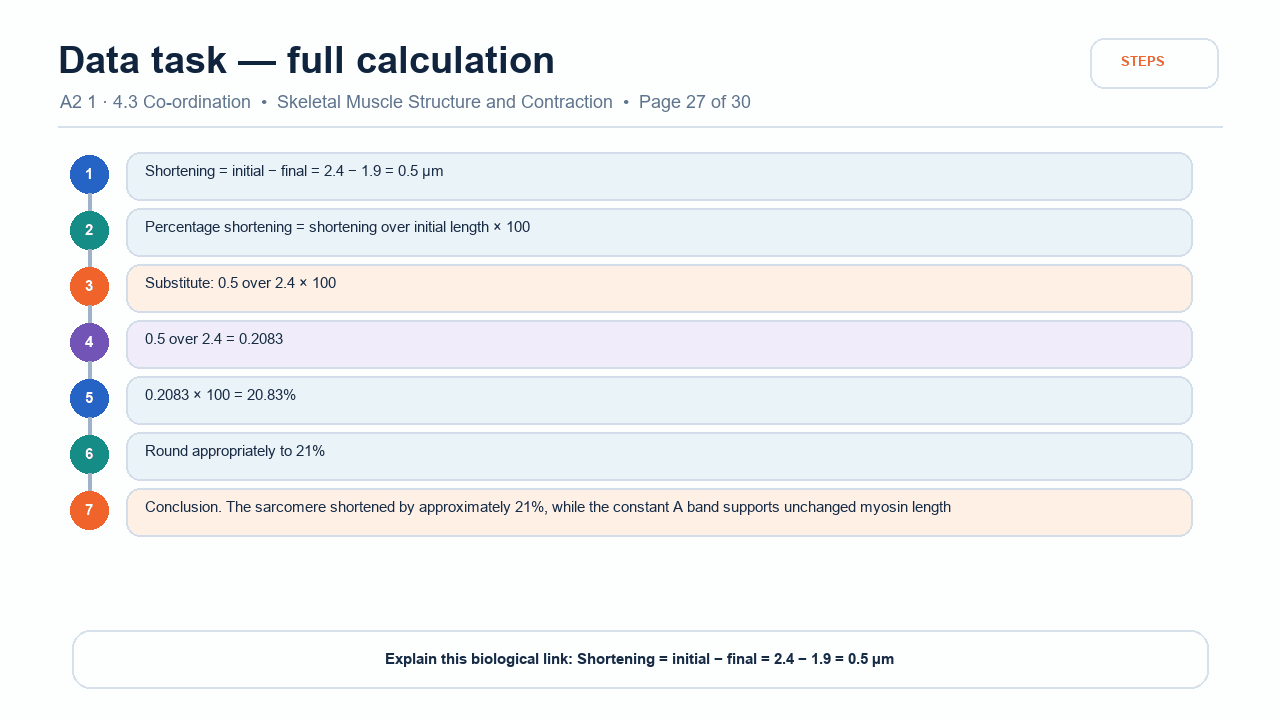 Data task — full calculation
STEPS
A2 1 · 4.3 Co-ordination • Skeletal Muscle Structure and Contraction • Page 27 of 30
1 Shortening = initial − final = 2.4 − 1.9 = 0.5 µm
2 Percentage shortening = shortening over initial length × 100
3 Substitute: 0.5 over 2.4 × 100
4 0.5 over 2.4 = 0.2083
5 0.2083 × 100 = 20.83%
6 Round appropriately to 21%
7 Conclusion. The sarcomere shortened by approximately 21%, while the constant A band supports unchanged myosin length
Explain this biological link: Shortening = initial − final = 2.4 − 1.9 = 0.5 µm